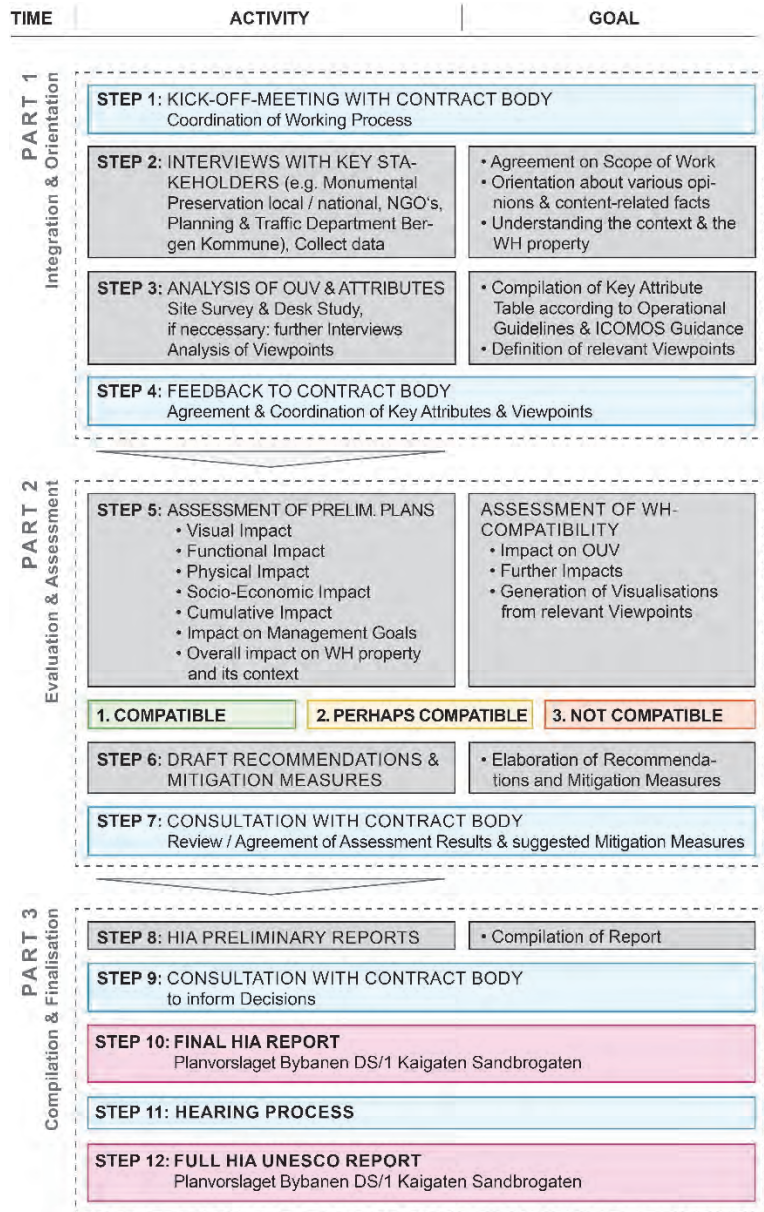 TIME ACTIVITY GOAL
PART 1
Integration & Orientation
STEP 1: KICK-OFF-MEETING WITH CONTRACT BODY
Coordination of Working Process
STEP 2: INTERVIEWS WITH KEY STA-
KEHOLDERS (e.g. Monumental
Preservation local / national, NGO's,
Planning & Traffic Department Ber-
gen Kommune), Collect data
• Agreement on Scope of Work
• Orientation about various opi-
nions & content-related facts
• Understanding the context & the
WH property
STEP 3: ANALYSIS OF OUV & ATTRIBUTES
Site Survey & Desk Study,
if neccessary: further Interviews
Analysis of Viewpoints
• Compilation of Key Attribute
Table according to Operational
Guidelines & ICOMOS Guidance
• Definition of relevant Viewpoints
STEP 4: FEEDBACK TO CONTRACT BODY
Agreement & Coordination of Key Attributes & Viewpoints
PART 2
Evaluation & Assessment
STEP 5: ASSESSMENT OF PRELIM. PLANS
• Visual Impact
• Functional Impact
• Physical Impact
• Socio-Economic Impact
• Cumulative Impact
• Impact on Management Goals
• Overall impact on WH property
and its context
ASSESSMENT OF WH-
COMPATIBILITY
• Impact on OUV
• Further Impacts
• Generation of Visualisations
from relevant Viewpoints
1. COMPATIBLE
2. PERHAPS COMPATIBLE
3. NOT COMPATIBLE
STEP 6: DRAFT RECOMMENDATIONS &
MITIGATION MEASURES
• Elaboration of Recommenda-
tions and Mitigation Measures
STEP 7: CONSULTATION WITH CONTRACT BODY
Review / Agreement of Assessment Results & suggested Mitigation Measures
PART 3
Compilation & Finalisation
STEP 8: HIA PRELIMINARY REPORTS
• Compilation of Report
STEP 9: CONSULTATION WITH CONTRACT BODY
to inform Decisions
STEP 10: FINAL HIA REPORT
Planvorslaget Bybanen DS/1 Kaigaten Sandbrogaten
STEP 11: HEARING PROCESS
STEP 12: FULL HIA UNESCO REPORT
Planvorslaget Bybanen DS/1 Kaigaten Sandbrogaten